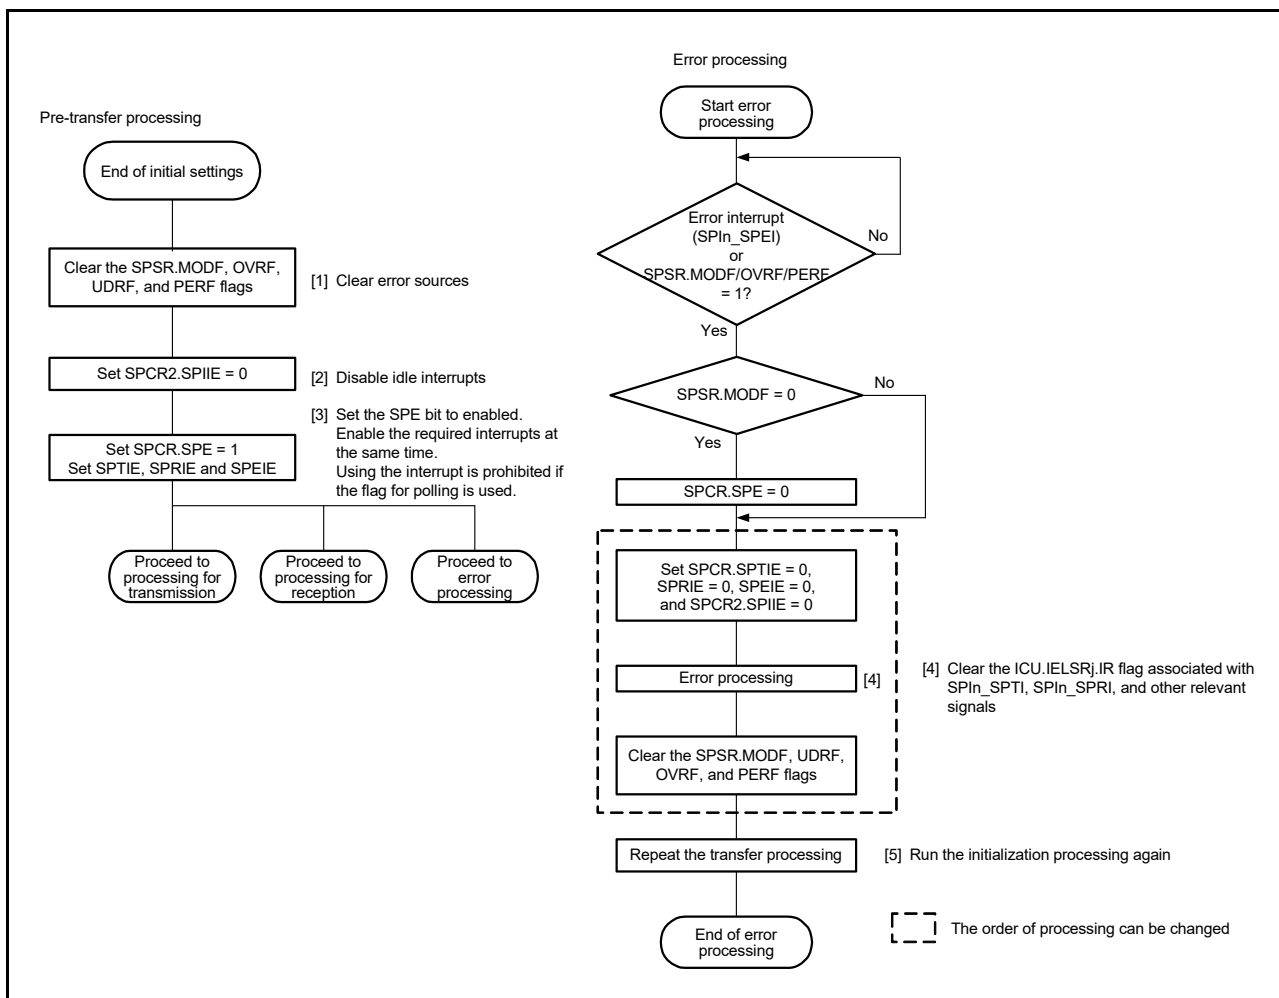 Pre-transfer processing
End of initial settings
Clear the SPSR.MODF, OVRF,
UDRF, and PERF flags
[1] Clear error sources
Set SPCR2.SPIIE = 0
[2] Disable idle interrupts
Set SPCR.SPE = 1
Set SPTIE, SPRIE and SPEIE
[3] Set the SPE bit to enabled.
Enable the required interrupts at
the same time.
Using the interrupt is prohibited if
the flag for polling is used.
Proceed to
processing for
transmission
Proceed to
processing for
reception
Proceed to
error
processing
Error processing
Start error
processing
Error interrupt
(SPIn_SPEI)
or
SPSR.MODF/OVRF/PERF
= 1?
No
Yes
SPSR.MODF = 0
No
Yes
SPCR.SPE = 0
Set SPCR.SPTIE = 0,
SPRIE = 0, SPEIE = 0,
and SPCR2.SPIIE = 0
Error processing
[4]
[4] Clear the ICU.IELSRj.IR flag associated with
SPIn_SPTI, SPIn_SPRI, and other relevant
signals
Clear the SPSR.MODF, UDRF,
OVRF, and PERF flags
Repeat the transfer processing
[5] Run the initialization processing again
End of error
processing
The order of processing can be changed